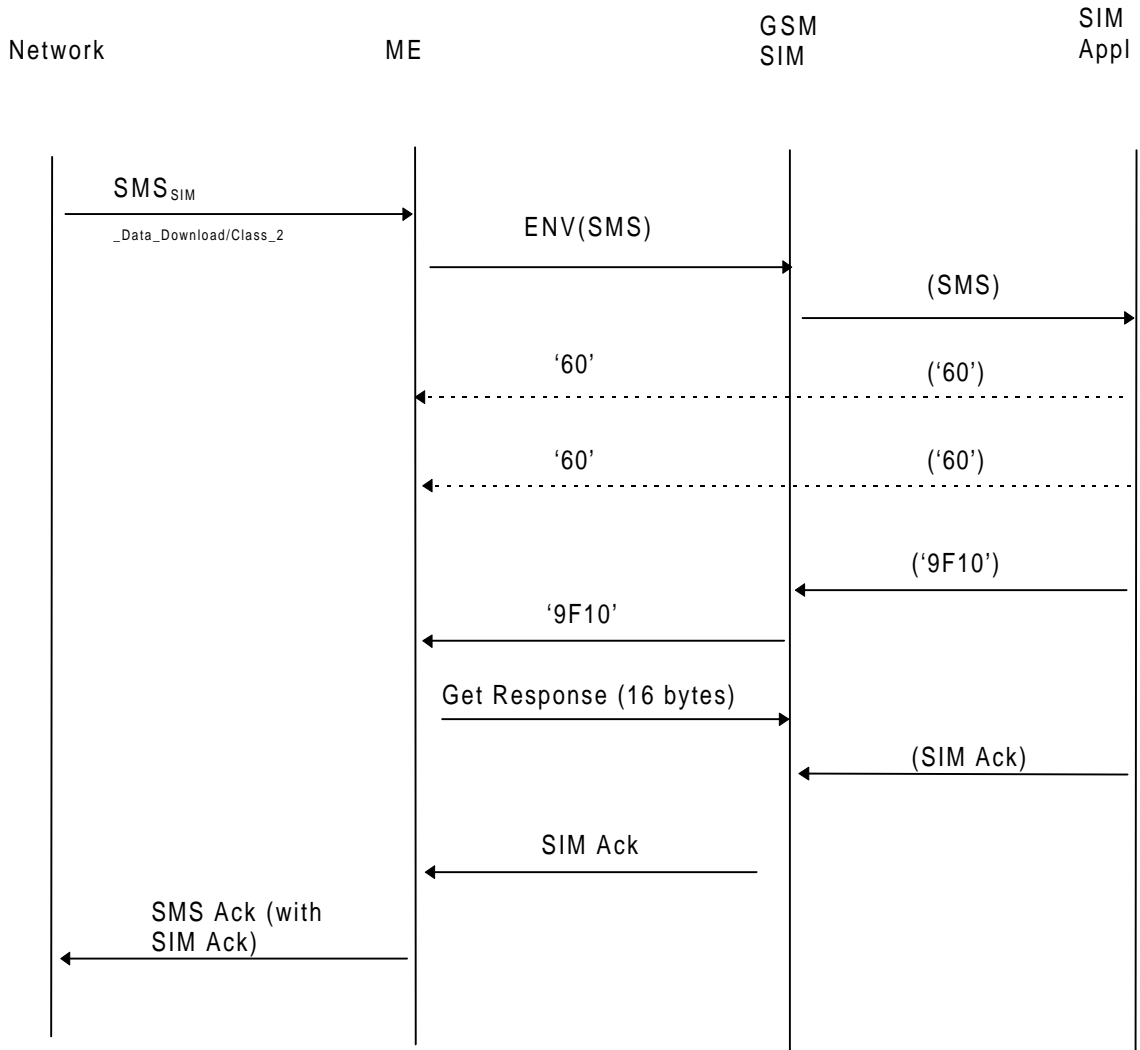 Network
ME
GSM
SIM
SIM
Appl
SMSSIM
_Data_Download/Class_2
ENV(SMS)
(SMS)
‘60’
(‘60’)
‘60’
(‘60’)
(‘9F10’)
‘9F10’
Get Response (16 bytes)
(SIM Ack)
SIM Ack
SMS Ack (with
SIM Ack)